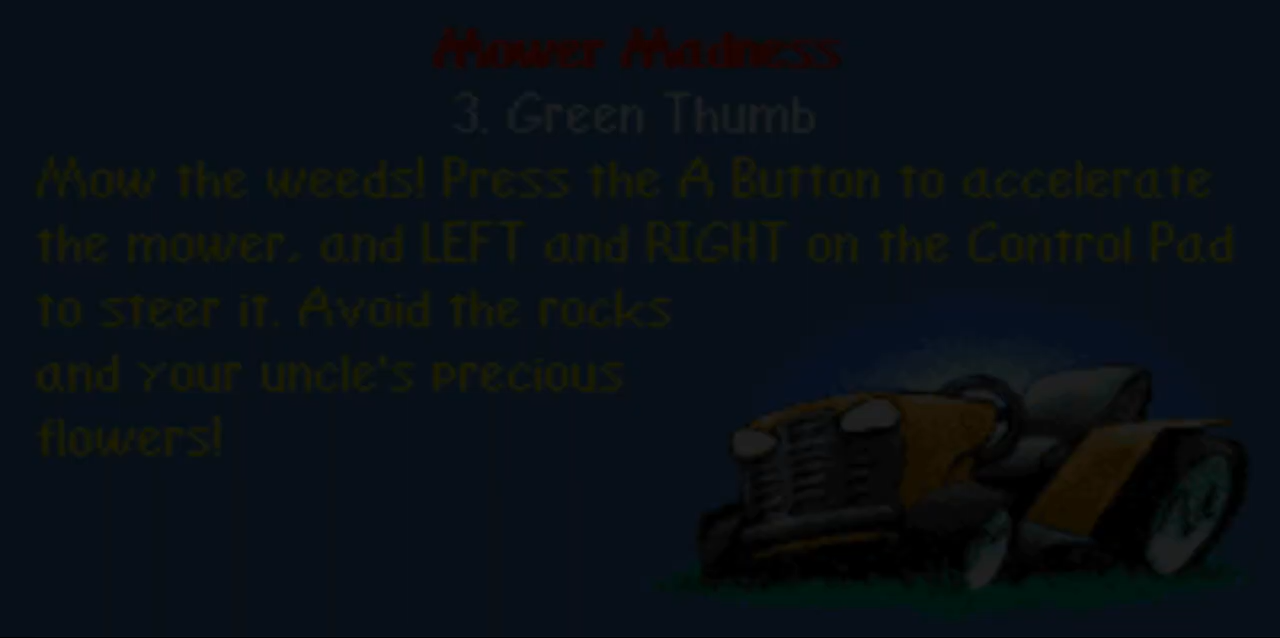 Mower Madness
3. Green Thumb
Mow the weeds! Press the A Button to accelerate
the mower, and LEFT and RIGHT on the Control Pad
to steer it. Avoid the rocks
and your uncle's precious
flowers!